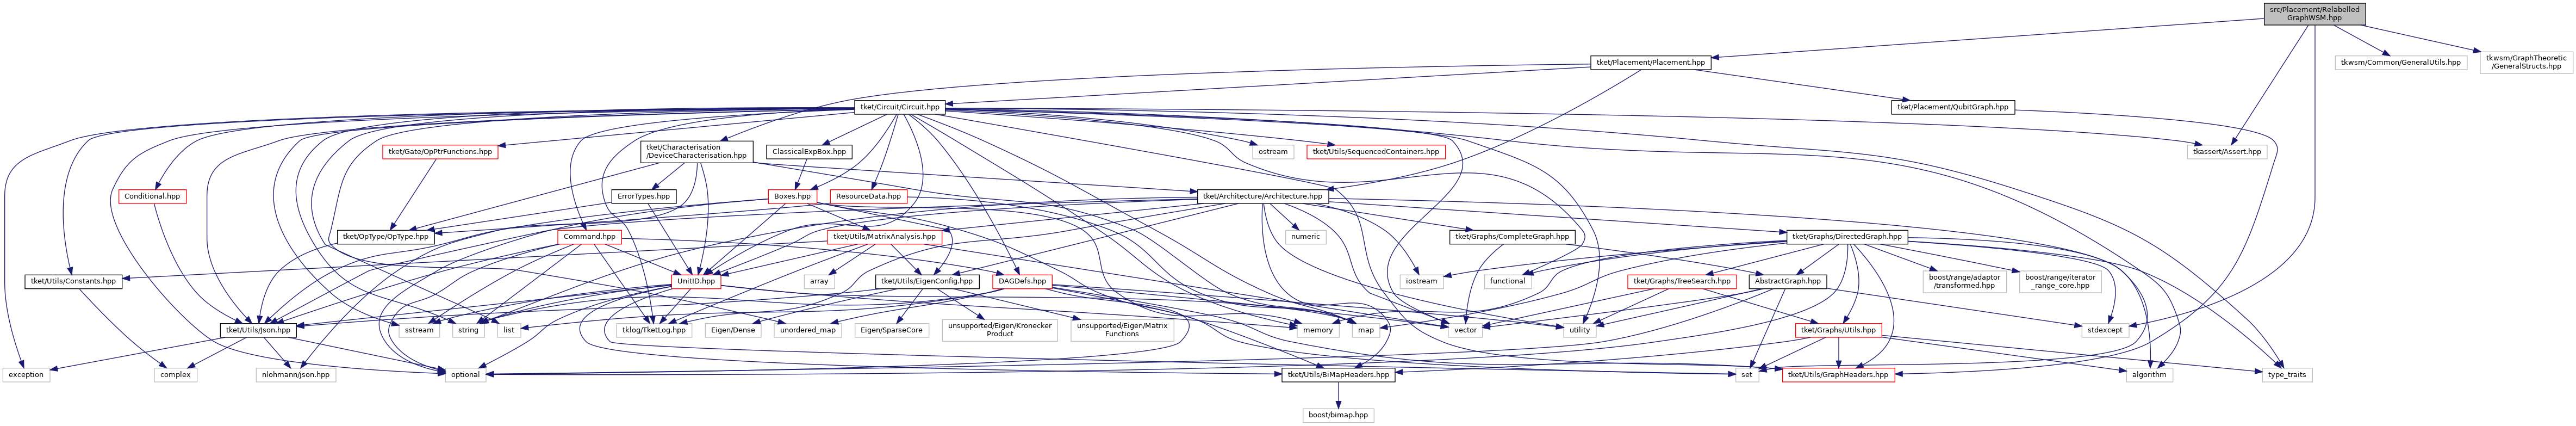 src/Placement/Relabelled
GraphWSM.hpp
tket/Placement/Placement.hpp
tkwsm/Common/GeneralUtils.hpp
tkwsm/GraphTheoretic
/GeneralStructs.hpp
tket/Circuit/Circuit.hpp
tket/Placement/QubitGraph.hpp
tket/Gate/OpPtrFunctions.hpp
tket/Characterisation
/DeviceCharacterisation.hpp
ClassicalExpBox.hpp
ostream
tket/Utils/SequencedContainers.hpp
tkassert/Assert.hpp
Conditional.hpp
ErrorTypes.hpp
Boxes.hpp
ResourceData.hpp
tket/Architecture/Architecture.hpp
tket/OpType/OpType.hpp
Command.hpp
tket/Utils/MatrixAnalysis.hpp
numeric
tket/Graphs/CompleteGraph.hpp
tket/Graphs/DirectedGraph.hpp
tket/Utils/Constants.hpp
UnitID.hpp
array
tket/Utils/EigenConfig.hpp
DAGDefs.hpp
iostream
functional
tket/Graphs/TreeSearch.hpp
AbstractGraph.hpp
boost/range/adaptor
/transformed.hpp
boost/range/iterator
_range_core.hpp
tket/Utils/Json.hpp
sstream
string
list
tklog/TketLog.hpp
Eigen/Dense
unordered_map
Eigen/SparseCore
unsupported/Eigen/Kronecker
Product
unsupported/Eigen/Matrix
Functions
memory
map
vector
utility
tket/Graphs/Utils.hpp
stdexcept
exception
complex
nlohmann/json.hpp
optional
tket/Utils/BiMapHeaders.hpp
set
tket/Utils/GraphHeaders.hpp
algorithm
type_traits
boost/bimap.hpp